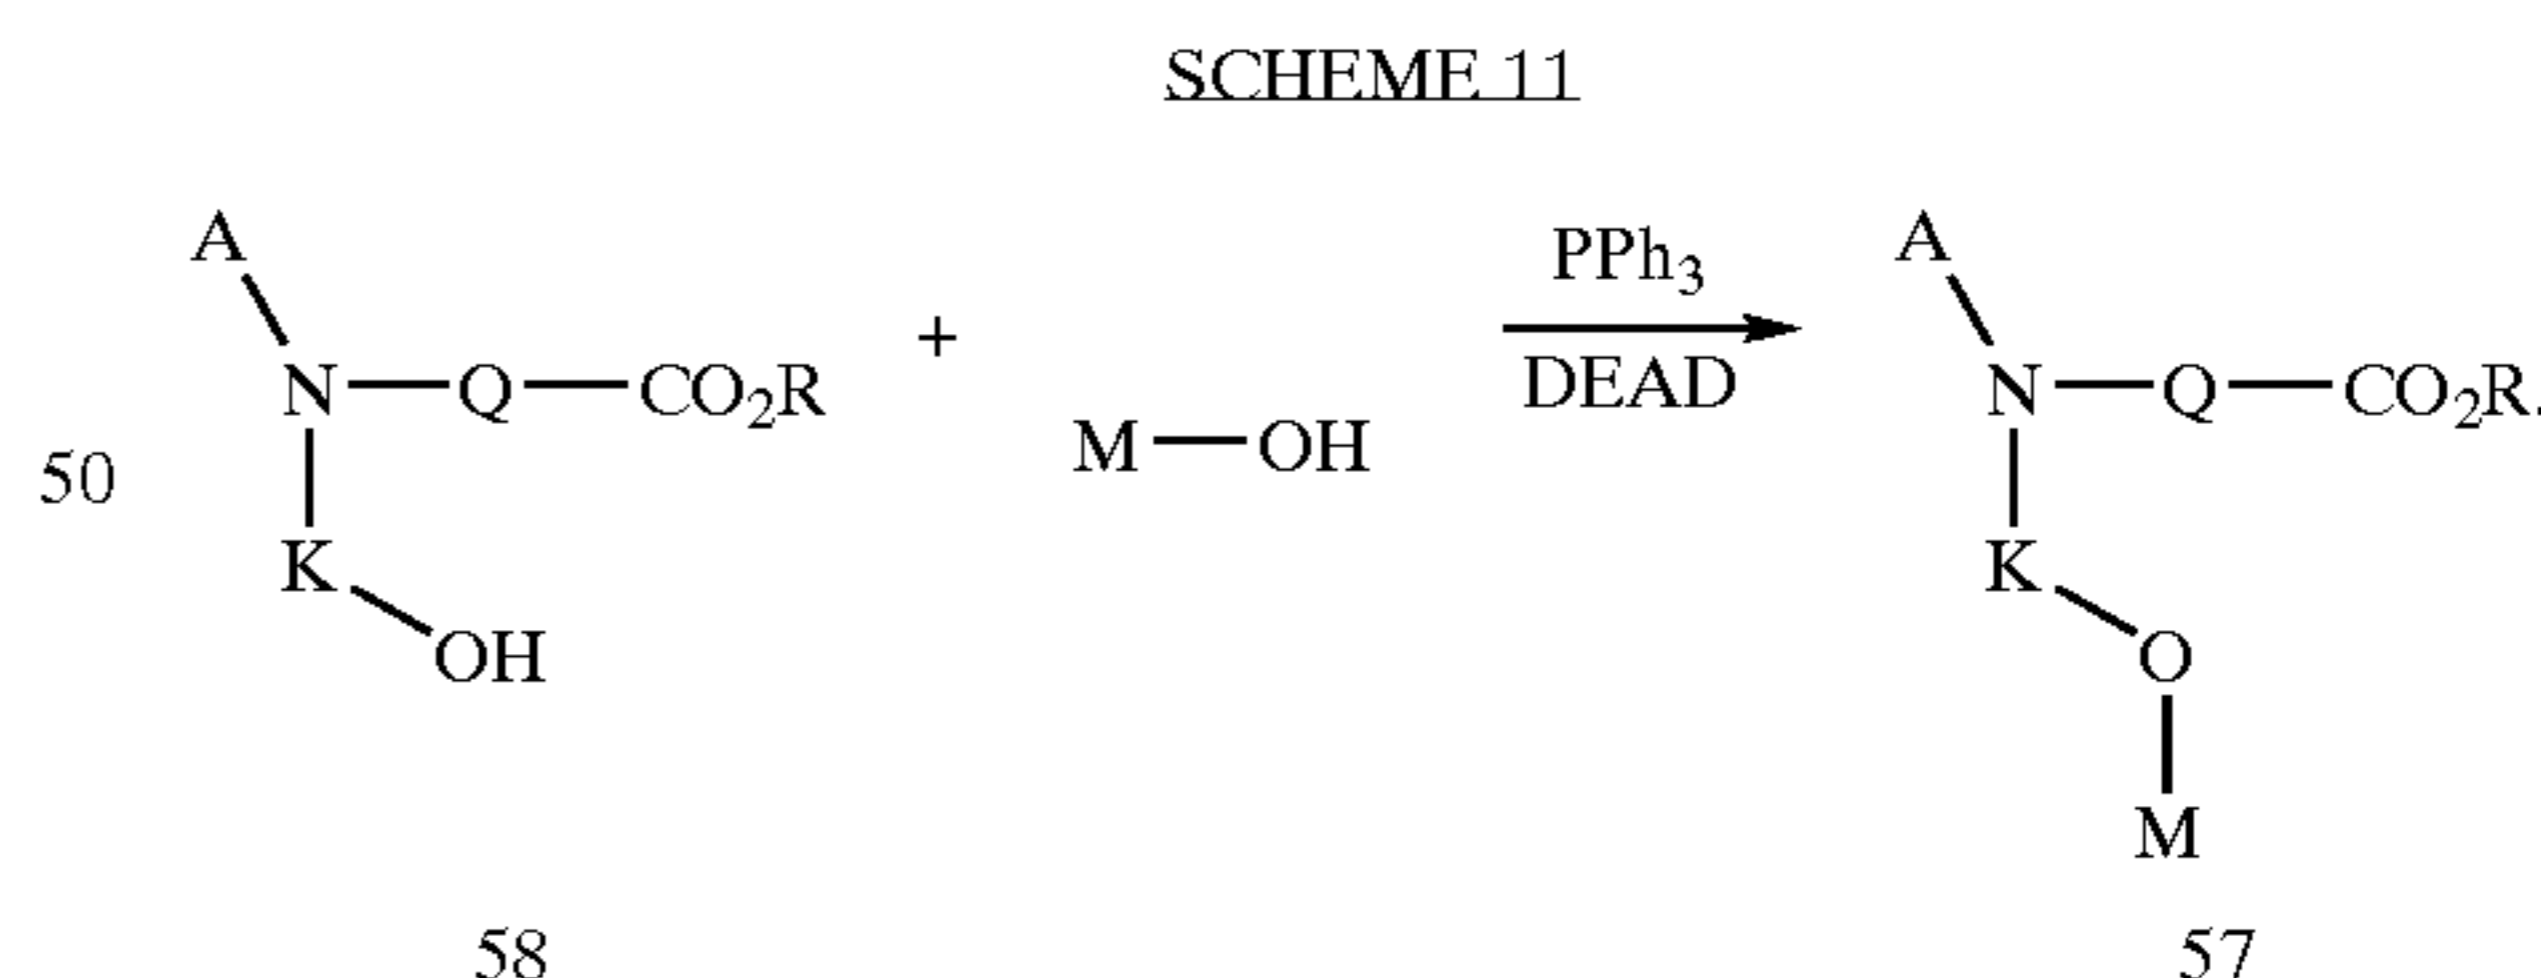 SCHEME 11
A
N—Q—CO2R
+
M—OH
PPh3
DEAD
A
N—Q—CO2R.
50
K
OH
K
O
M
58
57